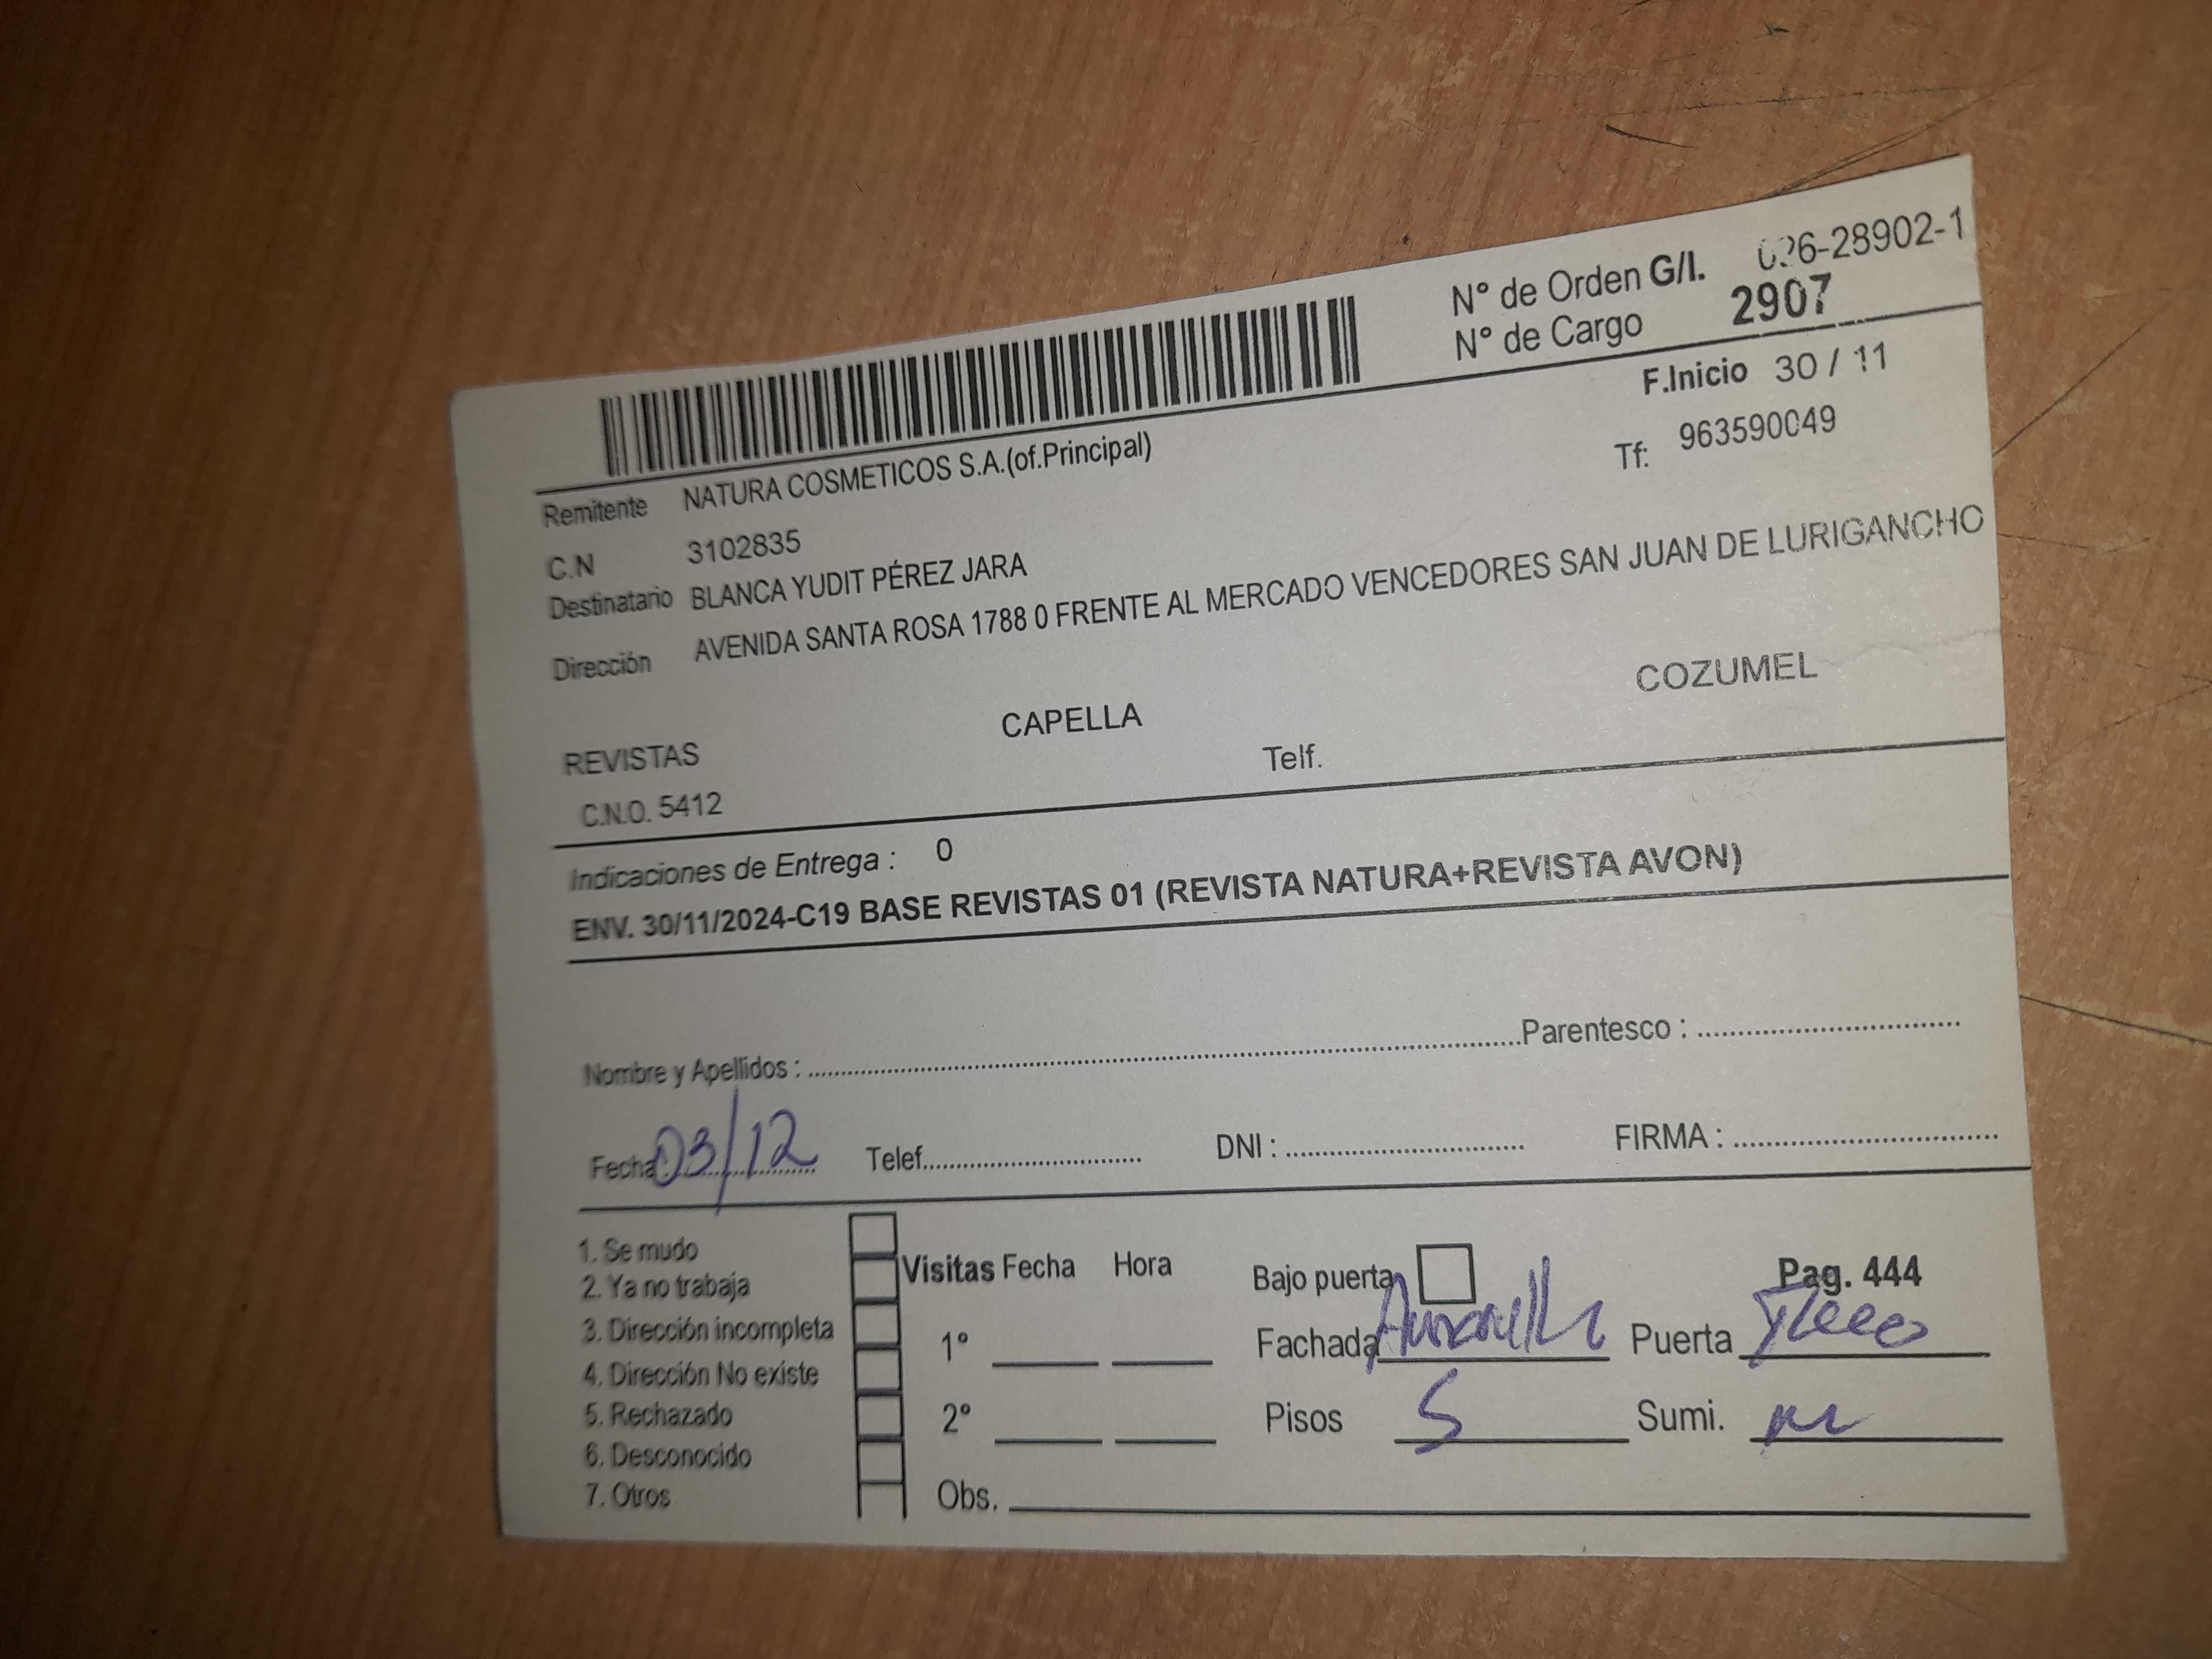 N° de Orden G/I. 026-28902-1
N° de Cargo 2907
F.Inicio 30 / 11
Tf: 963590049
Remitente NATURA COSMETICOS S.A.(of.Principal)
C.N 3102835
Destinatario BLANCA YUDIT PÉREZ JARA
Dirección AVENIDA SANTA ROSA 1788 0 FRENTE AL MERCADO VENCEDORES SAN JUAN DE LURIGANCHO
REVISTAS CAPELLA COZUMEL
C.N.O. 5412 Telf.
Indicaciones de Entrega : 0
ENV. 30/11/2024-C19 BASE REVISTAS 01 (REVISTA NATURA+REVISTA AVON)
Nombre y Apellidos : Parentesco :
Fecha: 03/12 Telef. DNI : FIRMA :
1. Se mudo
2. Ya no trabaja
3. Dirección incompleta
4. Dirección No existe
5. Rechazado
6. Desconocido
7. Otros
Visitas Fecha Hora
1°
2°
Obs.
Bajo puerta Pag. 444
Fachada Puerta
Pisos 5 Sumi.